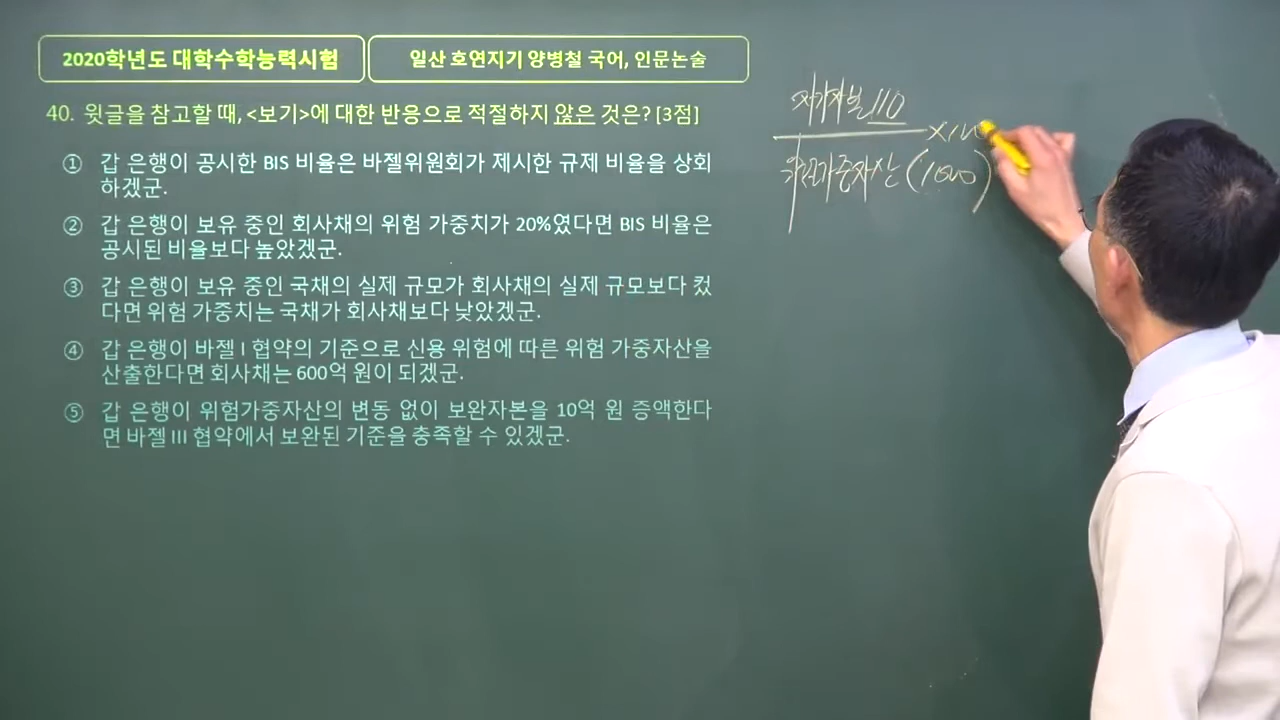 2020학년도 대학수학능력시험
일산 호연지기 양병철 국어, 인문논술
40. 윗글을 참고할 때, <보기>에 대한 반응으로 적절하지 않은 것은? [3점]
① 갑 은행이 공시한 BIS 비율은 바젤위원회가 제시한 규제 비율을 상회
하겠군.
② 갑 은행이 보유 중인 회사채의 위험 가중치가 20%였다면 BIS 비율은
공시된 비율보다 높았겠군.
③ 갑 은행이 보유 중인 국채의 실제 규모가 회사채의 실제 규모보다 컸
다면 위험 가중치는 국채가 회사채보다 낮았겠군.
④ 갑 은행이 바젤 I 협약의 기준으로 신용 위험에 따른 위험 가중자산을
산출한다면 회사채는 600억 원이 되겠군.
⑤ 갑 은행이 위험가중자산의 변동 없이 보완자본을 10억 원 증액한다
면 바젤 III 협약에서 보완된 기준을 충족할 수 있겠군.
자기자본 110
위험가중자산 (1000)